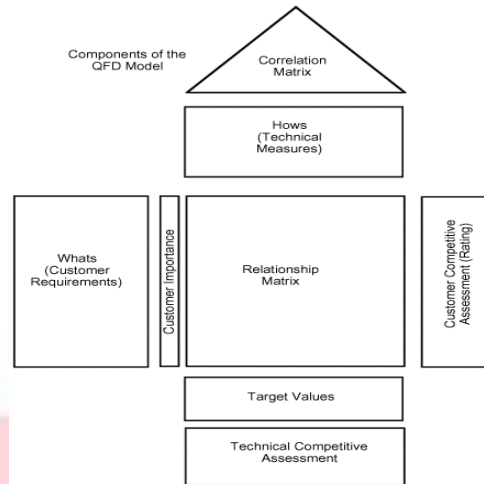 Components of the
QFD Model
Correlation
Matrix
Hows
(Technical
Measures)
Whats
(Customer
Requirements)
Customer Importance
Relationship
Matrix
Customer Competitive
Assessment (Rating)
Target Values
Technical Competitive
Assessment